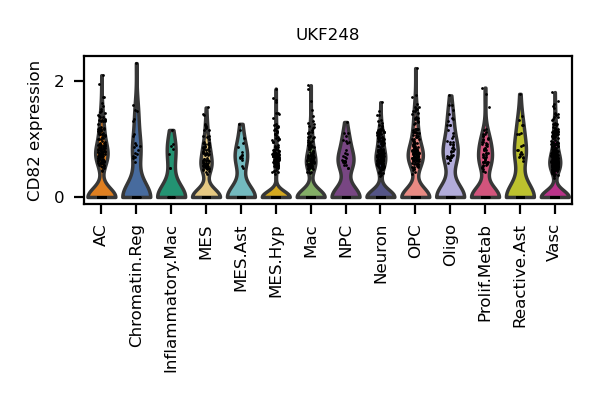 UKF248
CD82 expression
2
0
AC
Chromatin.Reg
Inflammatory.Mac
MES
MES.Ast
MES.Hyp
Mac
NPC
Neuron
OPC
Oligo
Prolif.Metab
Reactive.Ast
Vasc